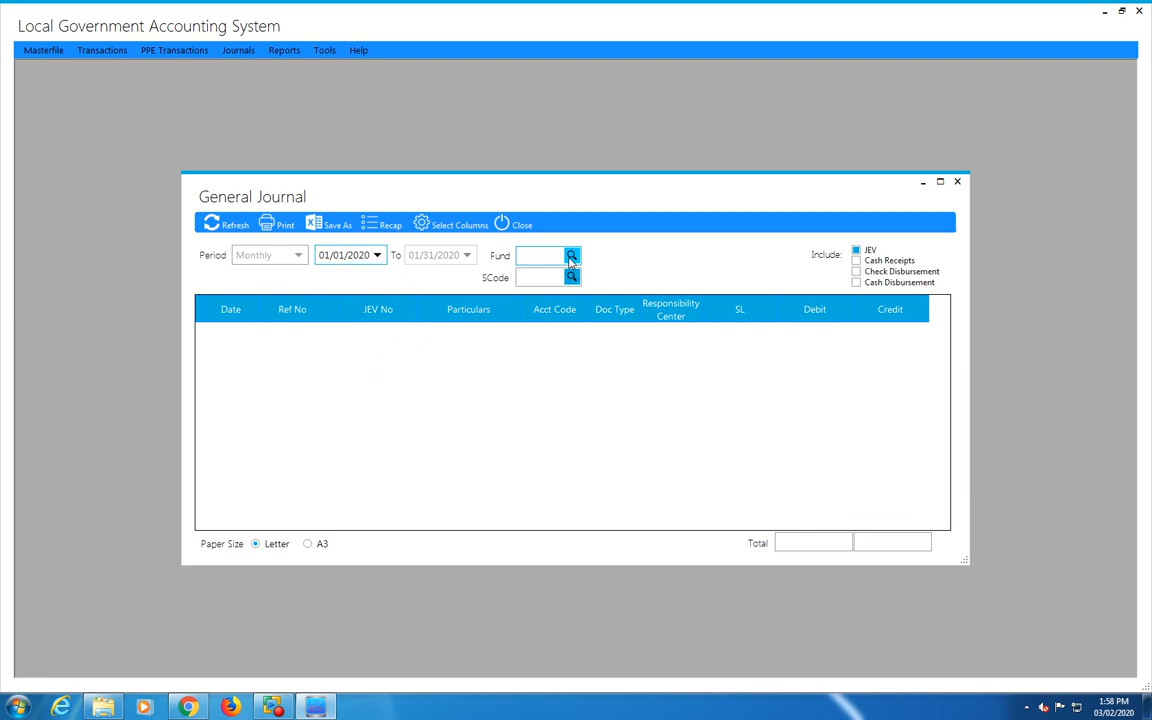 Local Government Accounting System
Masterfile Transactions PPE Transactions Journals Reports Tools Help
General Journal
Refresh Print Save As Recap Select Columns Close
Period Monthly 01/01/2020 To 01/31/2020 Fund
SCode
Include: JEV
Cash Receipts
Check Disbursement
Cash Disbursement
Date Ref No JEV No Particulars Acct Code Doc Type Responsibility Center SL Debit Credit
Paper Size Letter A3 Total
1:58 PM
03/02/2020